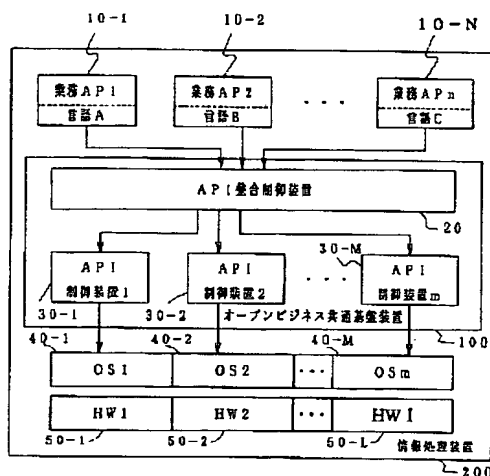 10-1
10-2
10-N
業務AP1
業務AP2
業務APn
言語A
言語B
・・・
言語C
API整合制御装置
20
30-M
API
API
API
制御装置1
制御装置2
・・・
制御装置m
30-1
30-2
オープンビジネス共通基盤装置
100
40-1
40-2
40-M
OS1
OS2
・・・
OSm
HW1
HW2
・・・
HWI
50-1
50-2
50-L
情報処理装置
200